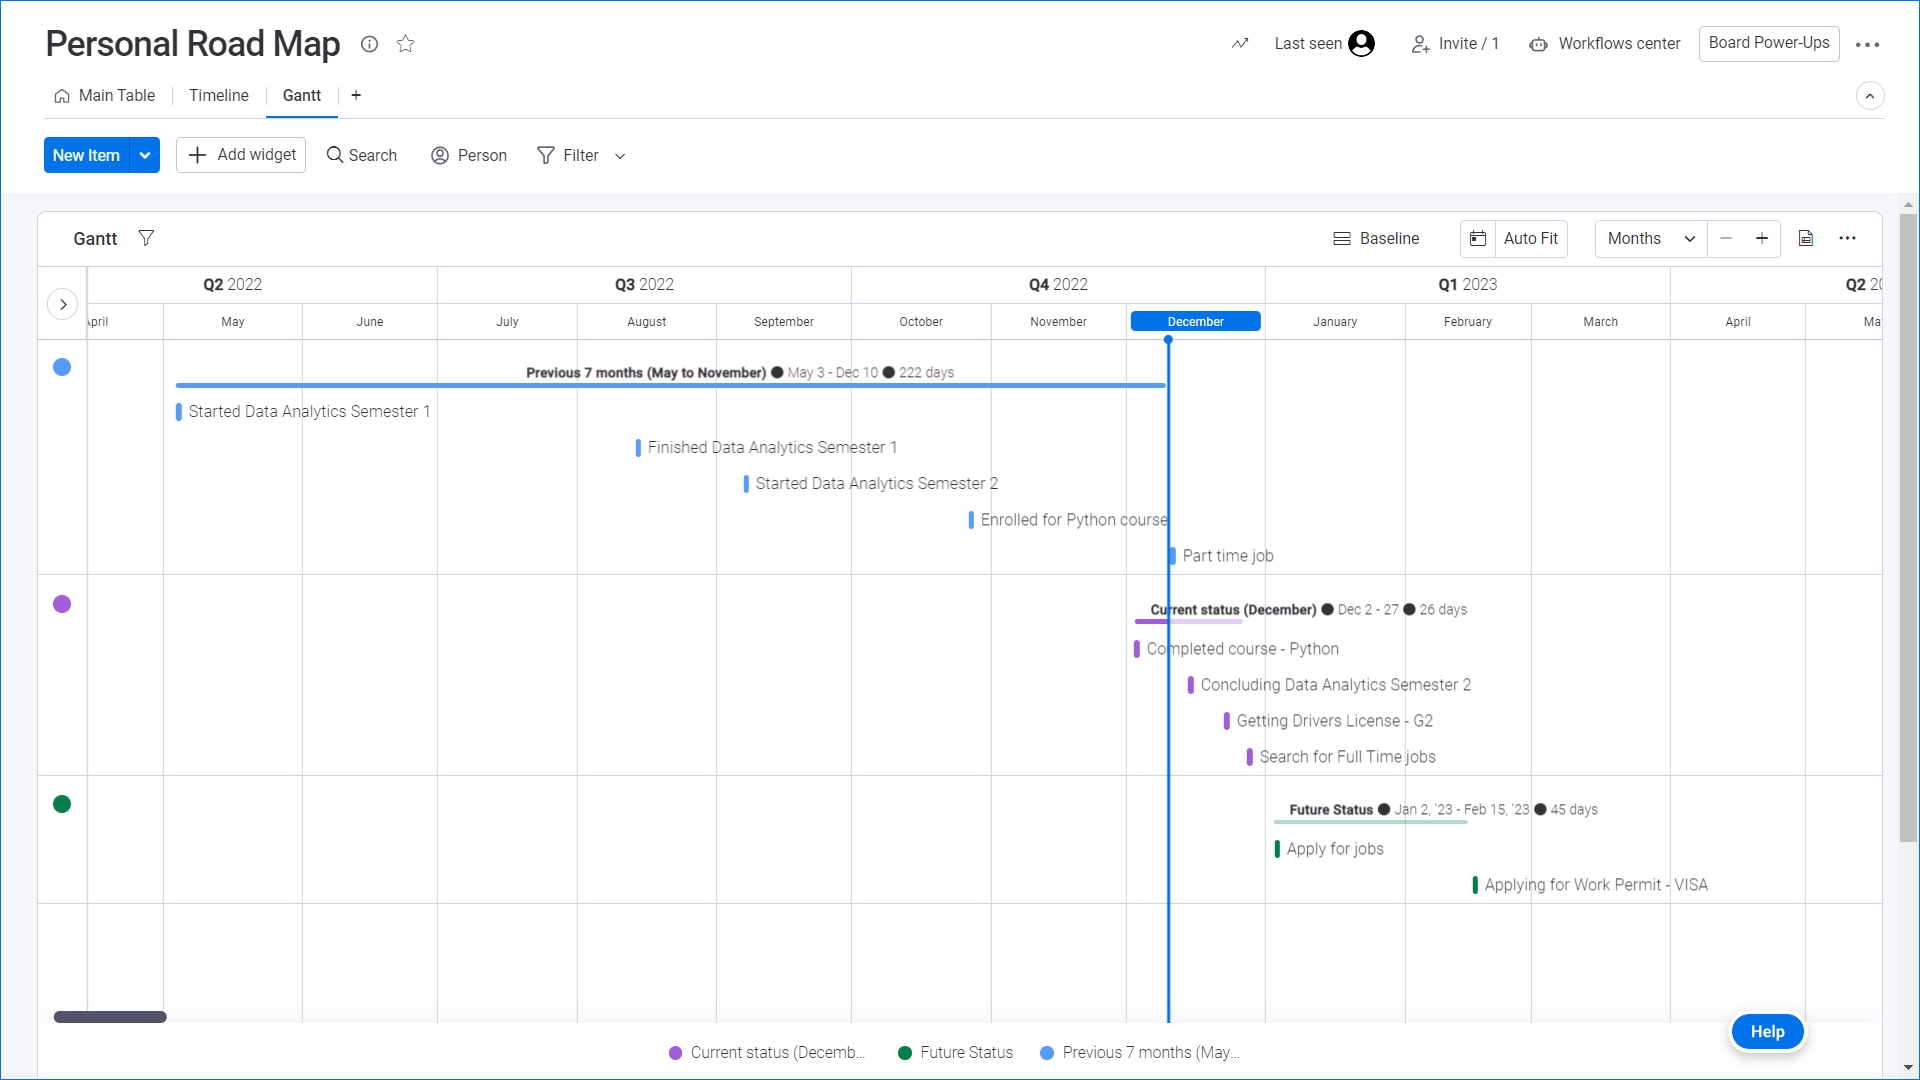 Personal Road Map
Last seen
Invite / 1
Workflows center
Board Power-Ups
Main Table
Timeline
Gantt
New Item
Add widget
Search
Person
Filter
Gantt
Baseline
Auto Fit
Months
Q2 2022
Q3 2022
Q4 2022
Q1 2023
Q2
May
June
July
August
September
October
November
December
January
February
March
April
Previous 7 months (May to November) ● May 3 - Dec 10 ● 222 days
Started Data Analytics Semester 1
Finished Data Analytics Semester 1
Started Data Analytics Semester 2
Enrolled for Python course
Part time job
Current status (December) ● Dec 2 - 27 ● 26 days
Completed course - Python
Concluding Data Analytics Semester 2
Getting Drivers License - G2
Search for Full Time jobs
Future Status ● Jan 2, '23 - Feb 15, '23 ● 45 days
Apply for jobs
Applying for Work Permit - VISA
Help
Current status (Decemb...
Future Status
Previous 7 months (May...